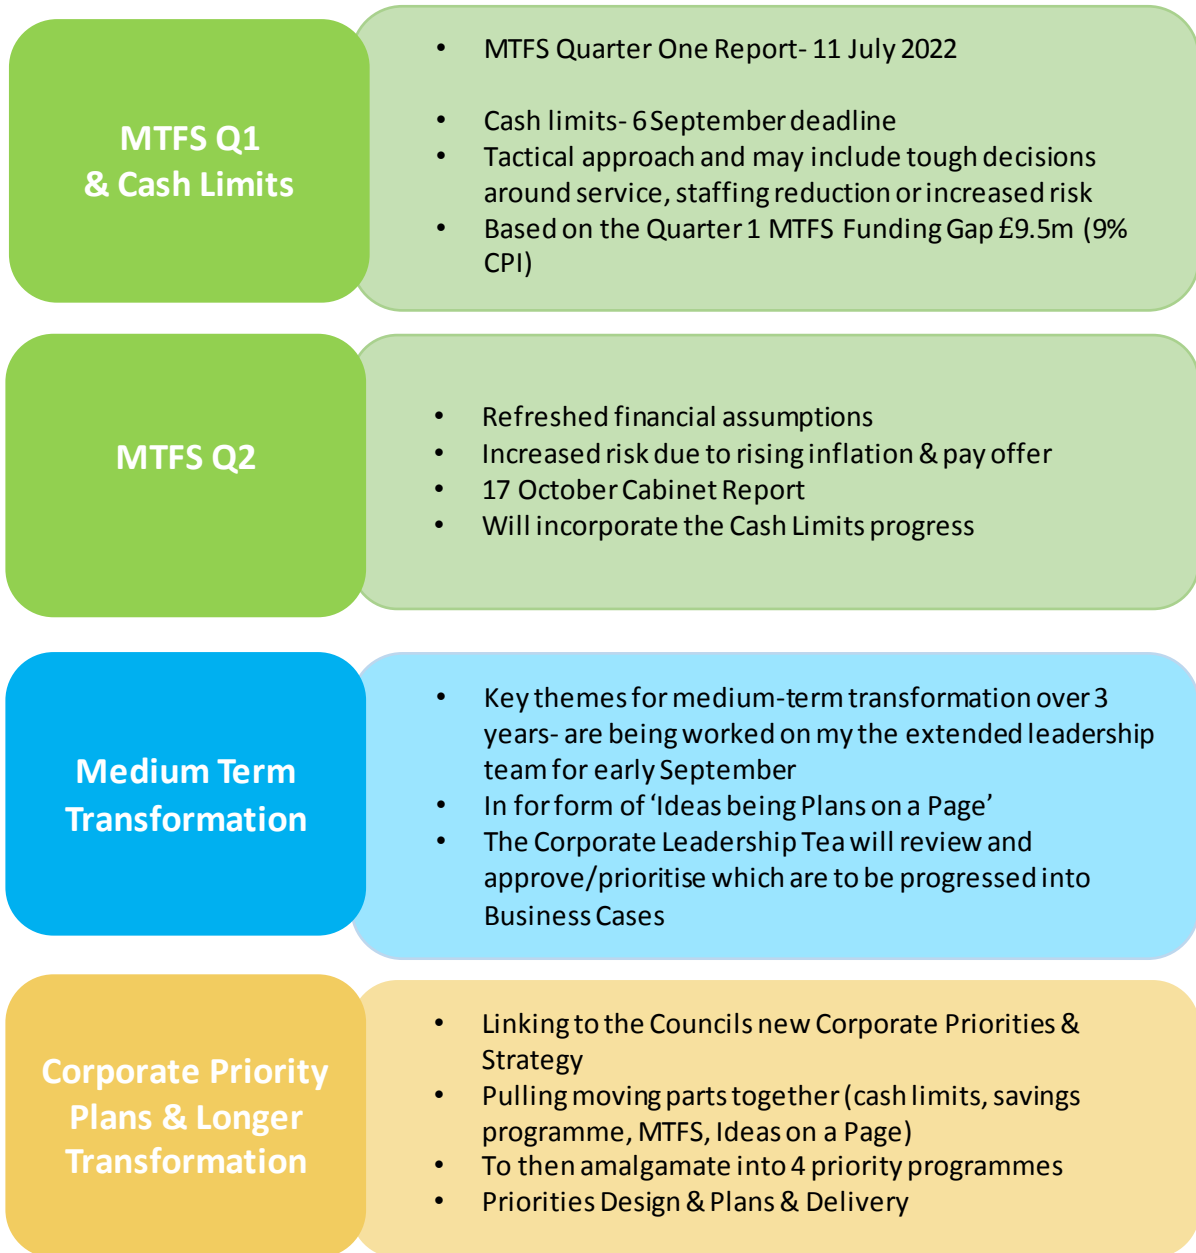 MTFS Q1
& Cash Limits
• MTFS Quarter One Report- 11 July 2022
• Cash limits- 6 September deadline
• Tactical approach and may include tough decisions
around service, staffing reduction or increased risk
• Based on the Quarter 1 MTFS Funding Gap £9.5m (9%
CPI)
MTFS Q2
• Refreshed financial assumptions
• Increased risk due to rising inflation & pay offer
• 17 October Cabinet Report
• Will incorporate the Cash Limits progress
Medium Term
Transformation
• Key themes for medium-term transformation over 3
years- are being worked on my the extended leadership
team for early September
• In for form of ‘Ideas being Plans on a Page’
• The Corporate Leadership Tea will review and
approve/prioritise which are to be progressed into
Business Cases
Corporate Priority
Plans & Longer
Transformation
• Linking to the Councils new Corporate Priorities &
Strategy
• Pulling moving parts together (cash limits, savings
programme, MTFS, Ideas on a Page)
• To then amalgamate into 4 priority programmes
• Priorities Design & Plans & Delivery